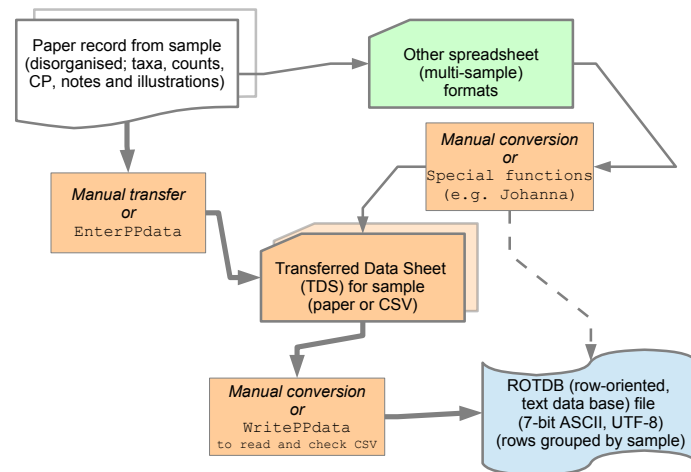 Paper record from sample
(disorganised; taxa, counts,
CP, notes and illustrations)
Other spreadsheet
(multi-sample)
formats
Manual conversion
or
Special functions
(e.g. Johanna)
Manual transfer
or
EnterPPdata
Transferred Data Sheet
(TDS) for sample
(paper or CSV)
Manual conversion
or
WritePPdata
to read and check CSV
ROTDB (row-oriented,
text data base) file
(7-bit ASCII, UTF-8)
(rows grouped by sample)